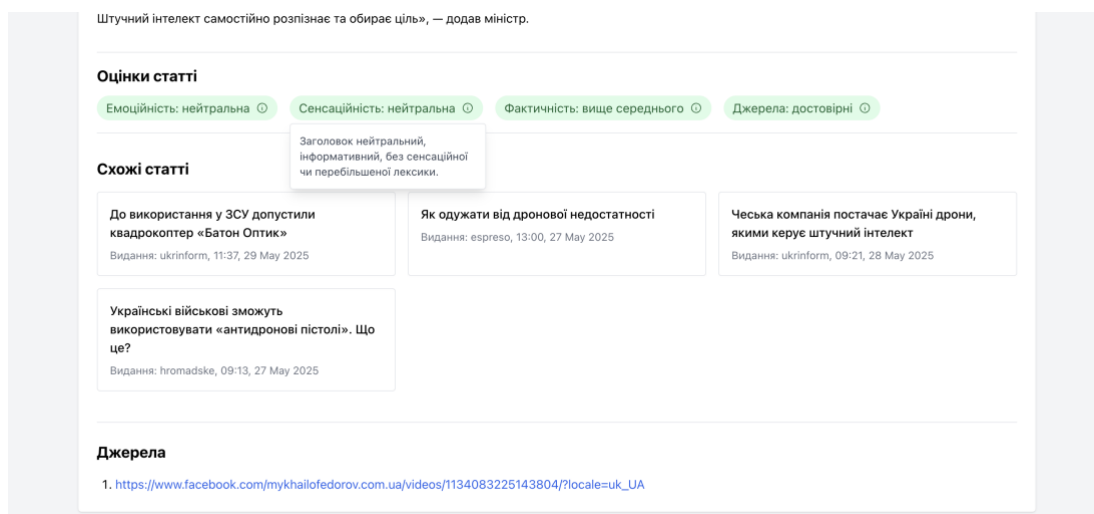 Штучний інтелект самостійно розпізнає та обирає ціль», — додав міністр.
Оцінки статті
Емоційність: нейтральна
Сенсаційність: нейтральна
Фактичність: вище середнього
Джерела: достовірні
Заголовок нейтральний,
інформативний, без сенсаційної
чи перебільшеної лексики.
Схожі статті
До використання у ЗСУ допустили
квадрокоптер «Батон Оптик»
Видання: ukrinform, 11:37, 29 May 2025
Як одужати від дронової недостатності
Видання: espreso, 13:00, 27 May 2025
Чеська компанія постачає Україні дрони,
якими керує штучний інтелект
Видання: ukrinform, 09:21, 28 May 2025
Українські військові зможуть
використовувати «антидронові пістолі». Що
це?
Видання: hromadske, 09:13, 27 May 2025
Джерела
1. https://www.facebook.com/mykhailofedorov.com.ua/videos/1134083225143804/?locale=uk_UA